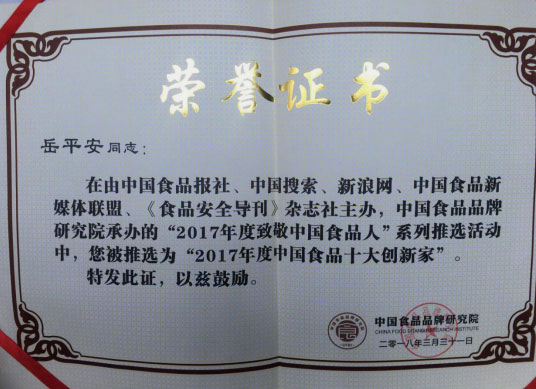 荣誉证书
岳平安同志：
在由中国食品报社、中国搜索、新浪网、中国食品新
媒体联盟、《食品安全导刊》杂志社主办，中国食品品牌
研究院承办的“2017年度致敬中国食品人”系列推选活动
中，您被推选为“2017年度中国食品十大创新家”。
特发此证，以兹鼓励。
中国食品品牌研究院
CHINA FOOD BRAND RESEARCH INSTITUTE
二零一八年三月三十一日